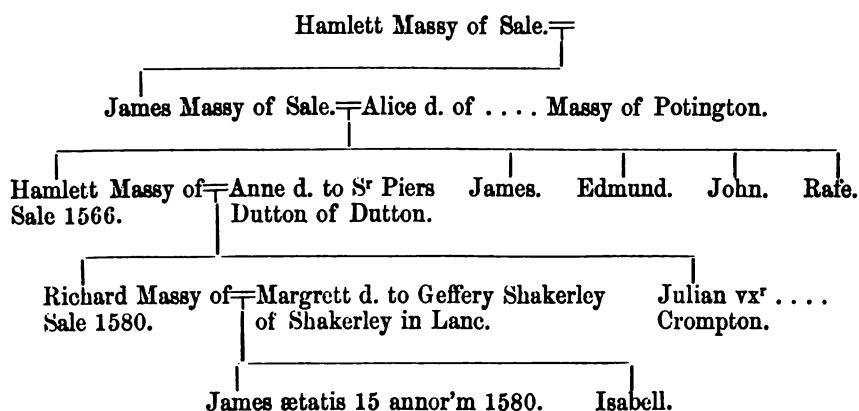 Hamlett Massy of Sale.
James Massy of Sale. Alice d. of . . . . Massy of Potington.
Hamlett Massy of Sale 1566.
Anne d. to Sʳ Piers Dutton of Dutton.
James.
Edmund.
John.
Rafe.
Richard Massy of Sale 1580.
Margrett d. to Geffery Shakerley of Shakerley in Lanc.
Julian vxʳ . . . . Crompton.
James ætatis 15 annor'm 1580.
Isabell.